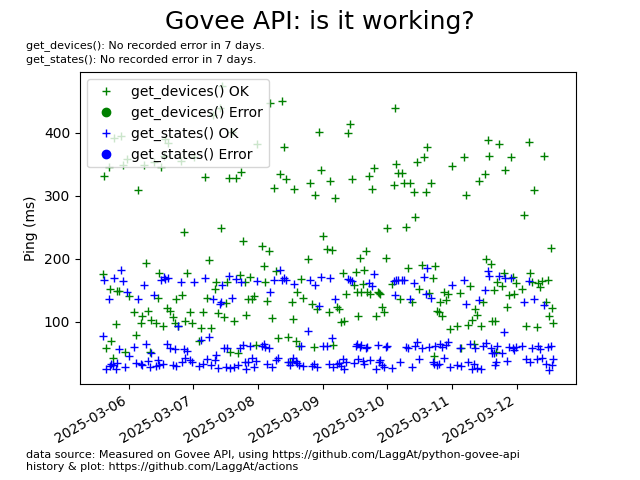 Govee API: is it working?
get_devices(): No recorded error in 7 days.
get_states(): No recorded error in 7 days.
get_devices() OK
get_devices() Error
get_states() OK
get_states() Error
Ping (ms)
400
300
200
100
2025-03-06
2025-03-07
2025-03-08
2025-03-09
2025-03-10
2025-03-11
2025-03-12
data source: Measured on Govee API, using https://github.com/LaggAt/python-govee-api
history & plot: https://github.com/LaggAt/actions